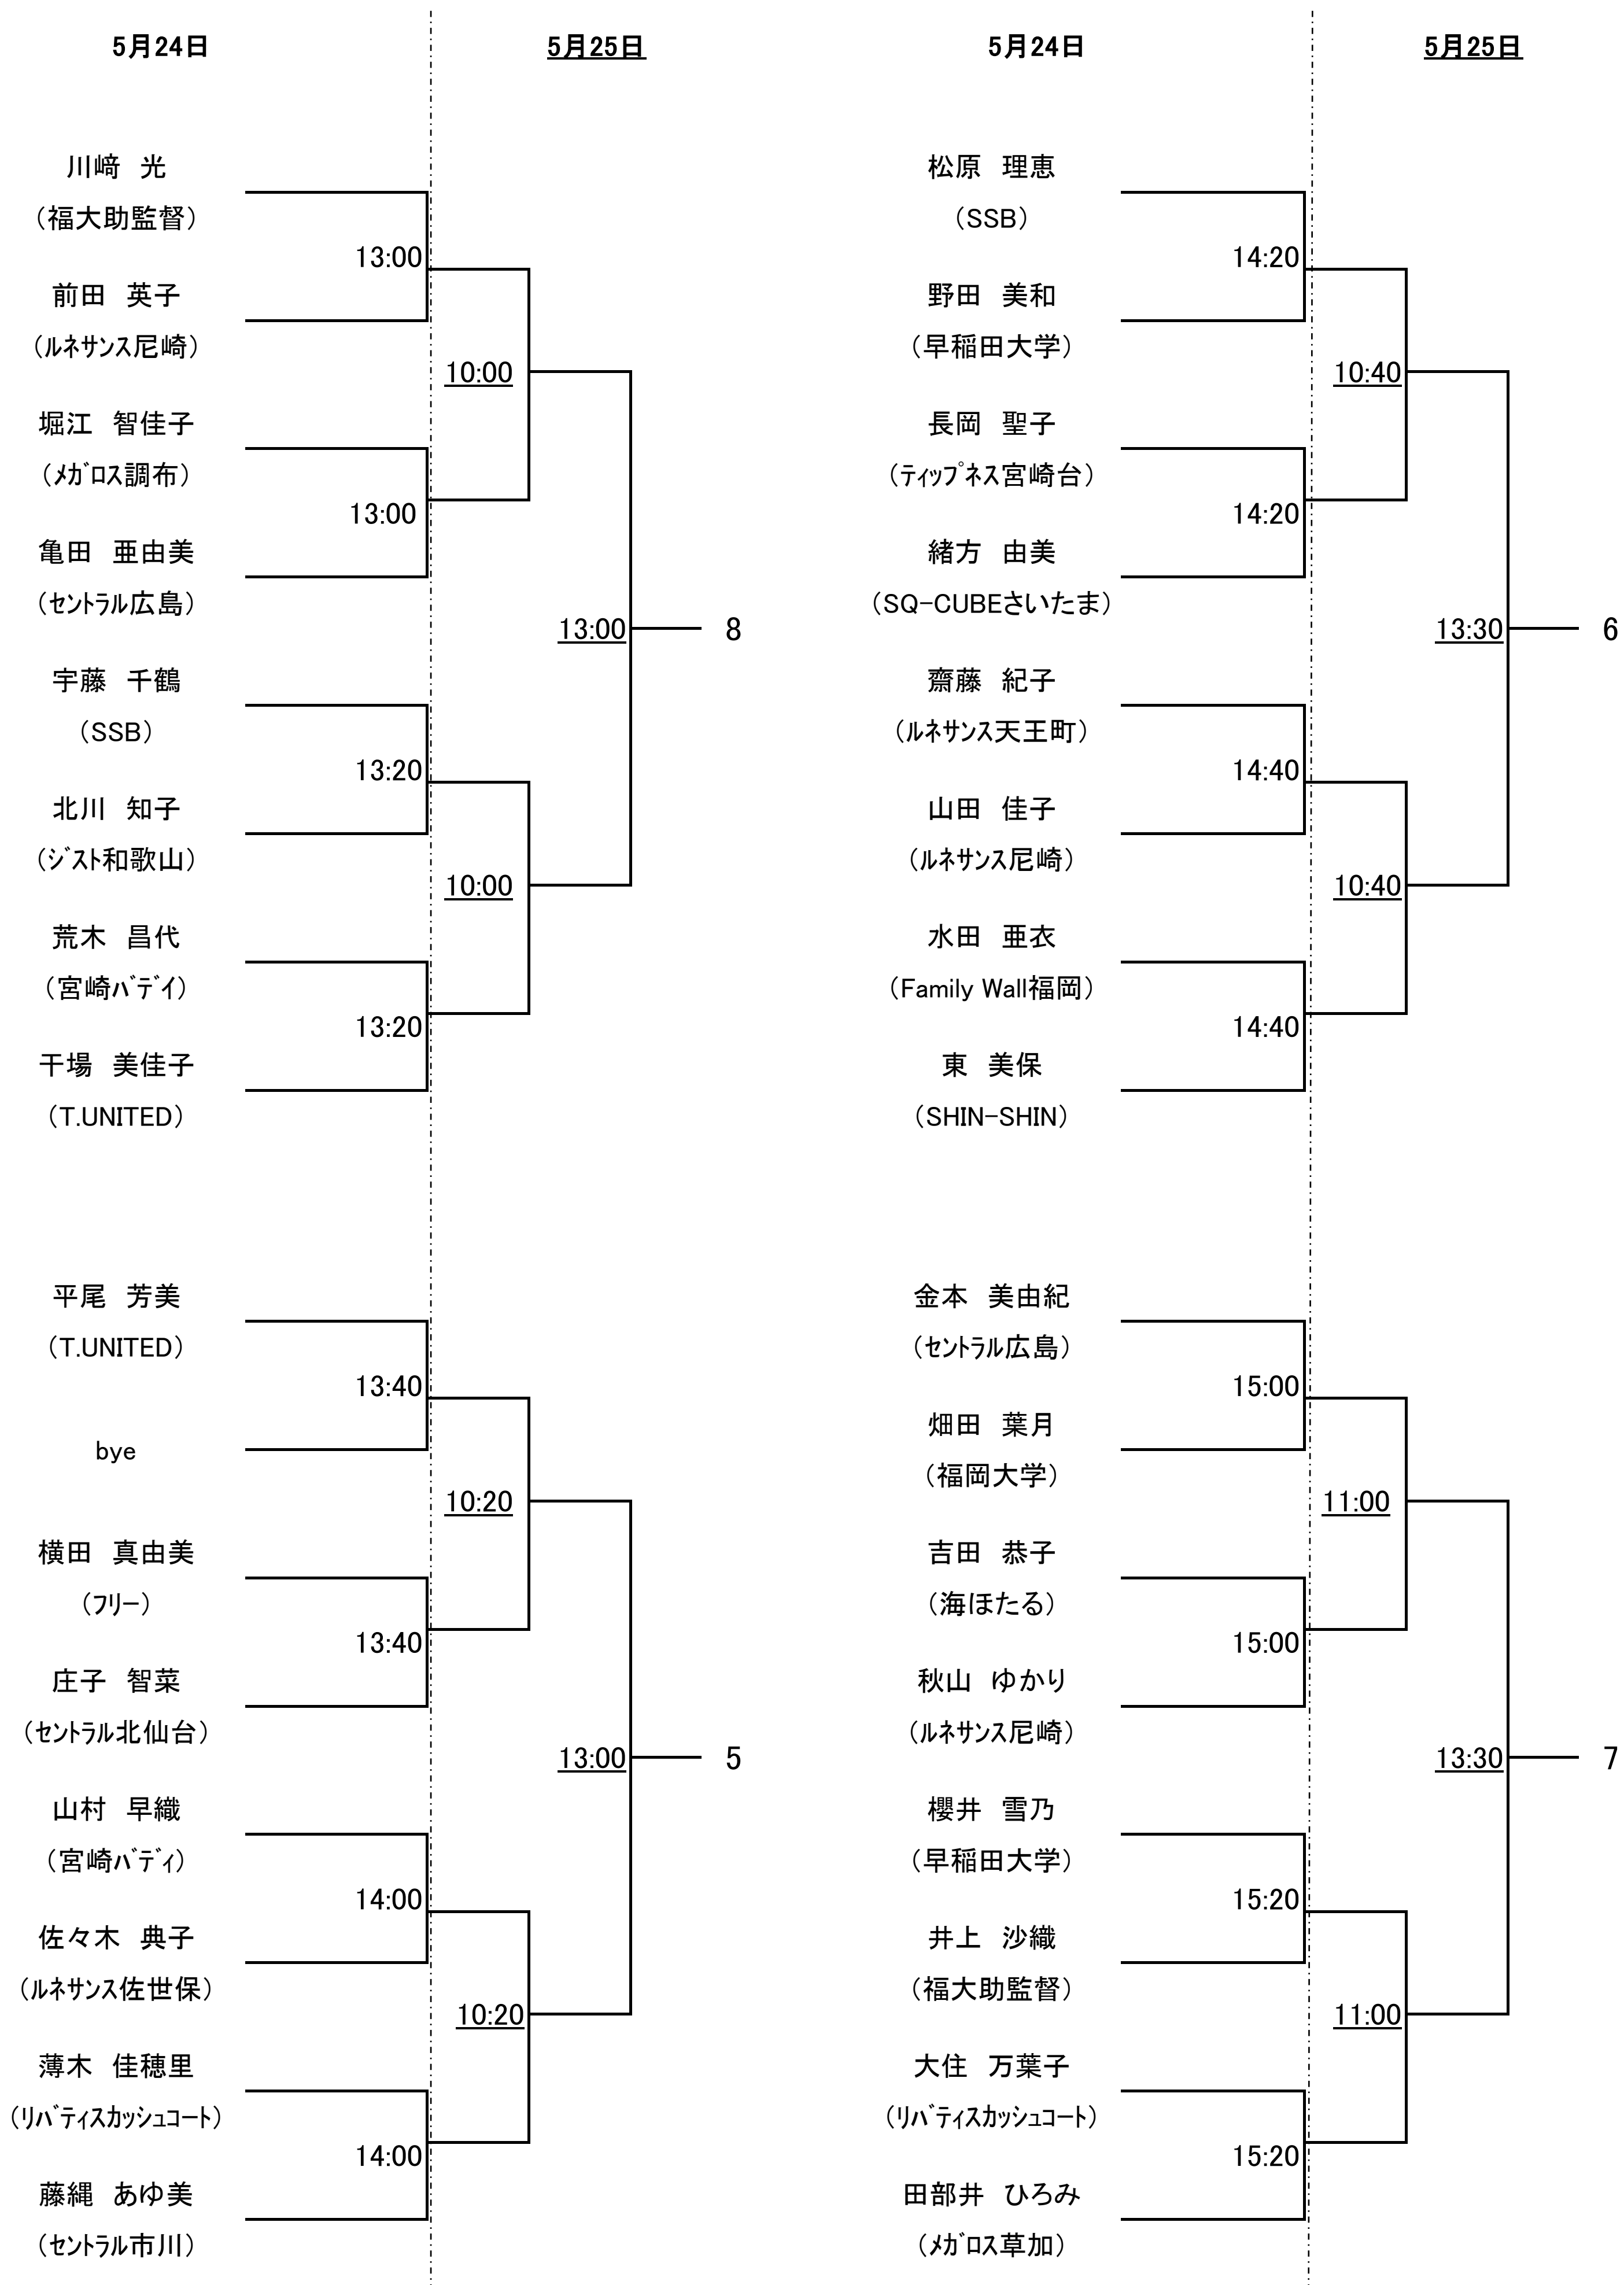 5月24日
5月25日
川﨑　光
（福大助監督）
13:00
前田　英子
（ﾙﾈｻﾝｽ尼崎）
10:00
堀江　智佳子
（ﾒｶﾞﾛｽ調布）
13:00
亀田　亜由美
（ｾﾝﾄﾗﾙ広島）
13:00
8
宇藤　千鶴
（SSB）
13:20
北川　知子
（ｼﾞｽﾄ和歌山）
10:00
荒木　昌代
（宮崎ﾊﾞﾃﾞｲ）
13:20
干場　美佳子
（T.UNITED）
平尾　芳美
（T.UNITED）
13:40
bye
10:20
横田　真由美
（ﾌﾘｰ）
13:40
庄子　智菜
（ｾﾝﾄﾗﾙ北仙台）
13:00
5
山村　早織
（宮崎ﾊﾞﾃﾞｨ）
14:00
佐々木　典子
（ﾙﾈｻﾝｽ佐世保）
10:20
薄木　佳穂里
（ﾘﾊﾞﾃｨｽｶｯｼｭｺｰﾄ）
14:00
藤縄　あゆ美
（ｾﾝﾄﾗﾙ市川）
5月24日
5月25日
松原　理恵
（SSB）
14:20
野田　美和
（早稲田大学）
10:40
長岡　聖子
（ﾃｨｯﾌﾟﾈｽ宮崎台）
14:20
緒方　由美
（SQ-CUBEさいたま）
13:30
6
齋藤　紀子
（ﾙﾈｻﾝｽ天王町）
14:40
山田　佳子
（ﾙﾈｻﾝｽ尼崎）
10:40
水田　亜衣
（Family Wall福岡）
14:40
東　美保
（SHIN-SHIN）
金本　美由紀
（ｾﾝﾄﾗﾙ広島）
15:00
畑田　葉月
（福岡大学）
11:00
吉田　恭子
（海ほたる）
15:00
秋山　ゆかり
（ﾙﾈｻﾝｽ尼崎）
13:30
7
櫻井　雪乃
（早稲田大学）
15:20
井上　沙織
（福大助監督）
11:00
大住　万葉子
（ﾘﾊﾞﾃｨｽｶｯｼｭｺｰﾄ）
15:20
田部井　ひろみ
（ﾒｶﾞﾛｽ草加）